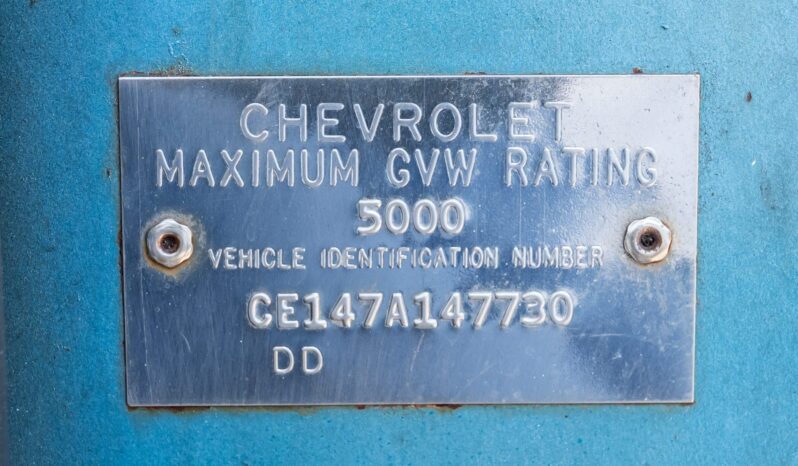 CHEVROLET
MAXIMUM GVW RATING
5000
VEHICLE IDENTIFICATION NUMBER
CE147A147730
DD